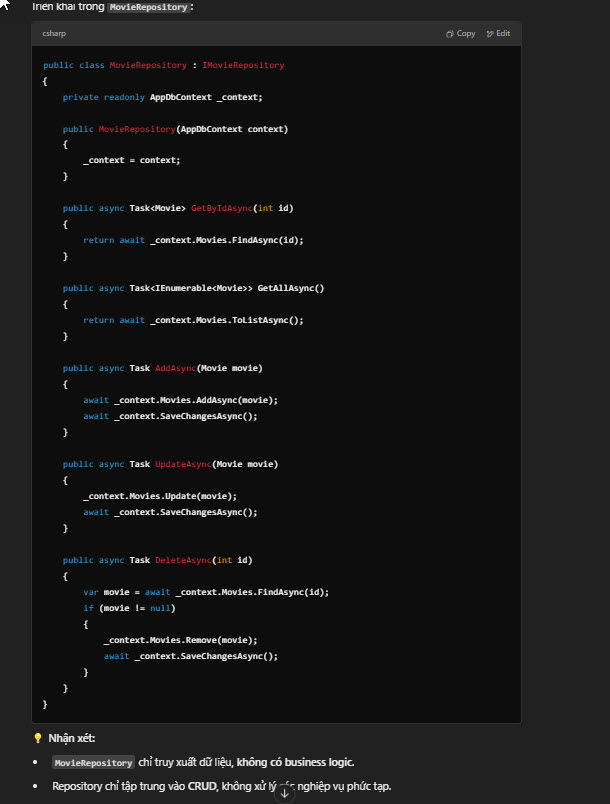 Triển khai trong MovieRepository :
csharp
Copy Edit
public class MovieRepository : IMovieRepository
{
    private readonly AppDbContext _context;
    public MovieRepository(AppDbContext context)
    {
        _context = context;
    }
    public async Task<Movie> GetByIdAsync(int id)
    {
        return await _context.Movies.FindAsync(id);
    }
    public async Task<IEnumerable<Movie>> GetAllAsync()
    {
        return await _context.Movies.ToListAsync();
    }
    public async Task AddAsync(Movie movie)
    {
        await _context.Movies.AddAsync(movie);
        await _context.SaveChangesAsync();
    }
    public async Task UpdateAsync(Movie movie)
    {
        _context.Movies.Update(movie);
        await _context.SaveChangesAsync();
    }
    public async Task DeleteAsync(int id)
    {
        var movie = await _context.Movies.FindAsync(id);
        if (movie != null)
        {
            _context.Movies.Remove(movie);
            await _context.SaveChangesAsync();
        }
    }
}
💡 Nhận xét:
• MovieRepository chỉ truy xuất dữ liệu, không có business logic.
• Repository chỉ tập trung vào CRUD, không xử lý nghiệp vụ phức tạp.